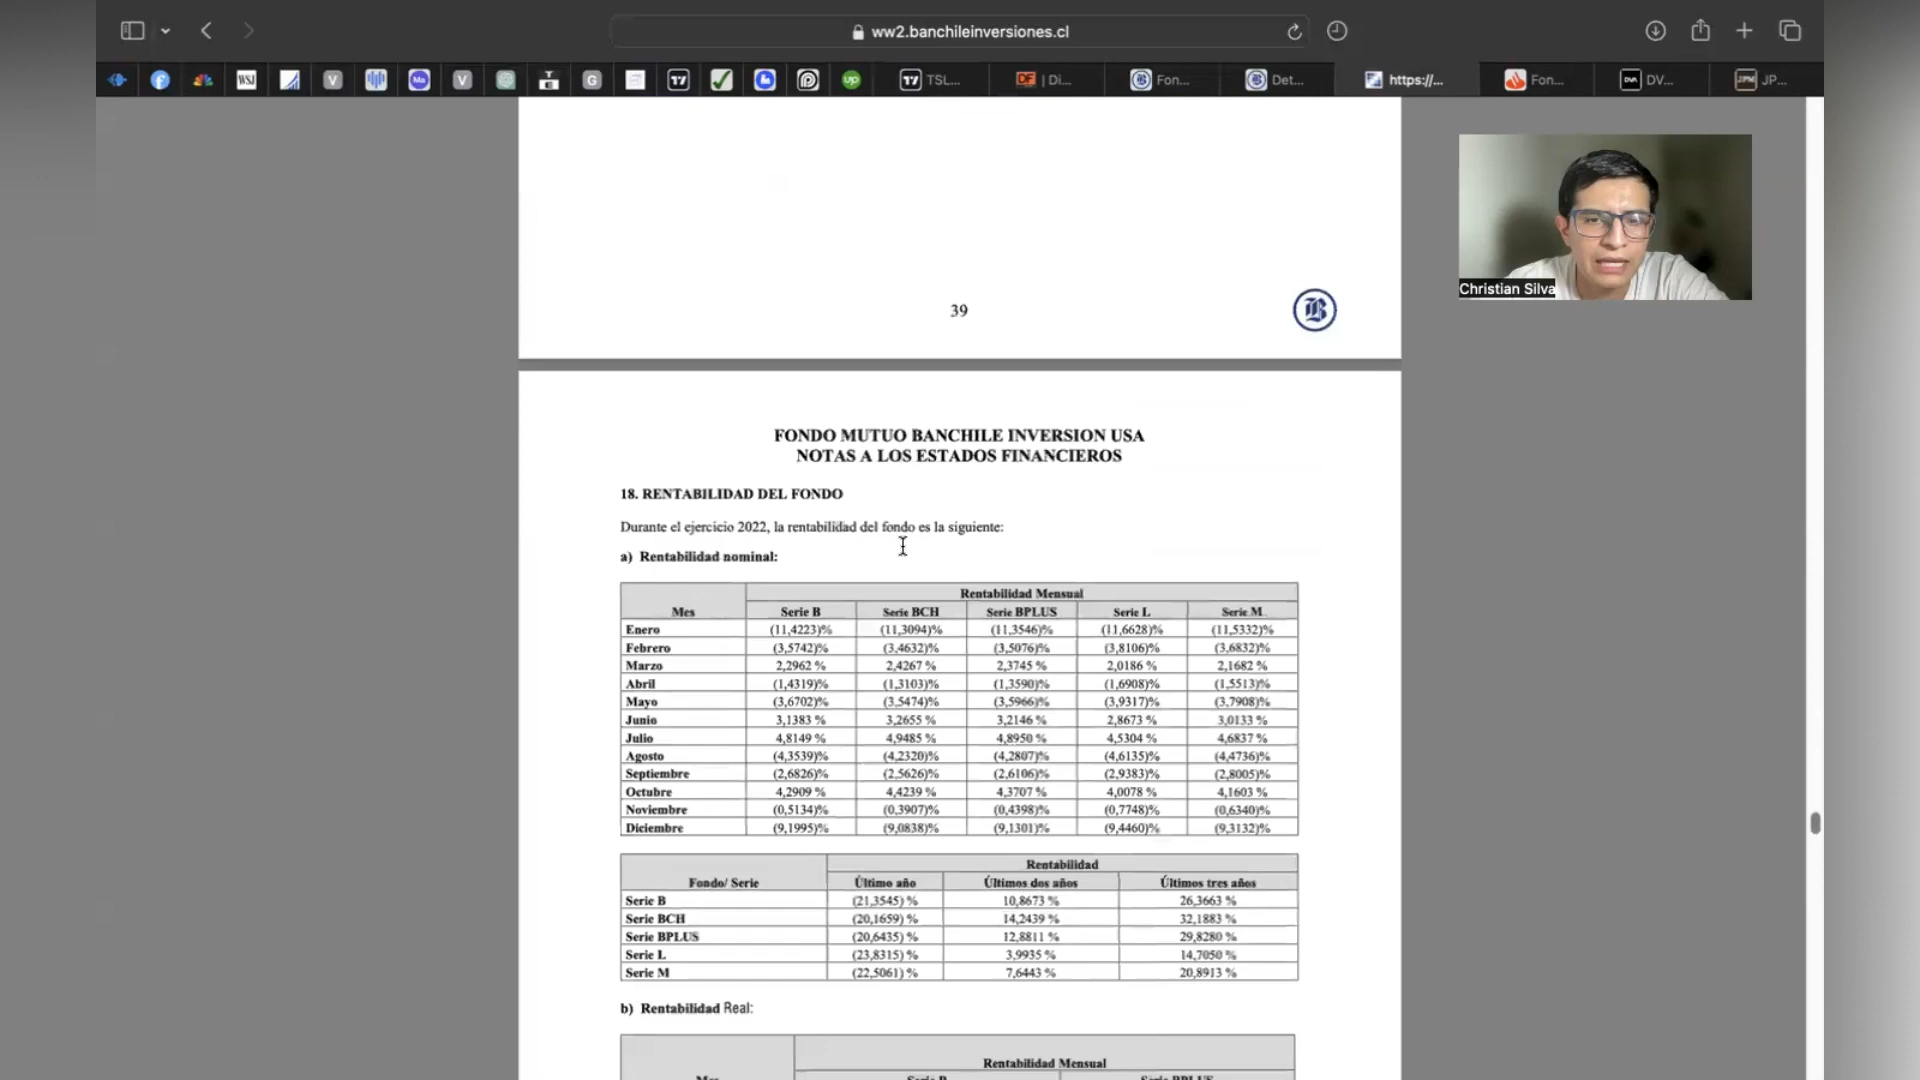 ww2.banchileinversiones.cl
WSJ V Ma V G 17 up 17 TSL... DF | Di... Fon... Det... https://... Fon... DVA DV... JPM JP...
Christian Silva
39
FONDO MUTUO BANCHILE INVERSION USA
NOTAS A LOS ESTADOS FINANCIEROS
18. RENTABILIDAD DEL FONDO
Durante el ejercicio 2022, la rentabilidad del fondo es la siguiente:
a) Rentabilidad nominal:
Rentabilidad Mensual
Mes Serie B Serie BCH Serie BPLUS Serie L Serie M
Enero (11,4223)% (11,3094)% (11,3546)% (11,6628)% (11,5332)%
Febrero (3,5742)% (3,4632)% (3,5076)% (3,8106)% (3,6832)%
Marzo 2,2962 % 2,4267 % 2,3745 % 2,0186 % 2,1682 %
Abril (1,4319)% (1,3103)% (1,3590)% (1,6908)% (1,5513)%
Mayo (3,6702)% (3,5474)% (3,5966)% (3,9317)% (3,7908)%
Junio 3,1383 % 3,2655 % 3,2146 % 2,8673 % 3,0133 %
Julio 4,8149 % 4,9485 % 4,8950 % 4,5304 % 4,6837 %
Agosto (4,3539)% (4,2320)% (4,2807)% (4,6135)% (4,4736)%
Septiembre (2,6826)% (2,5626)% (2,6106)% (2,9383)% (2,8005)%
Octubre 4,2909 % 4,4239 % 4,3707 % 4,0078 % 4,1603 %
Noviembre (0,5134)% (0,3907)% (0,4398)% (0,7748)% (0,6340)%
Diciembre (9,1995)% (9,0838)% (9,1301)% (9,4460)% (9,3132)%
Rentabilidad
Fondo/ Serie Último año Últimos dos años Últimos tres años
Serie B (21,3545) % 10,8673 % 26,3663 %
Serie BCH (20,1659) % 14,2439 % 32,1883 %
Serie BPLUS (20,6435) % 12,8811 % 29,8280 %
Serie L (23,8315) % 3,9935 % 14,7050 %
Serie M (22,5061) % 7,6443 % 20,8913 %
b) Rentabilidad Real:
Rentabilidad Mensual
Mes Serie B Serie BPLUS